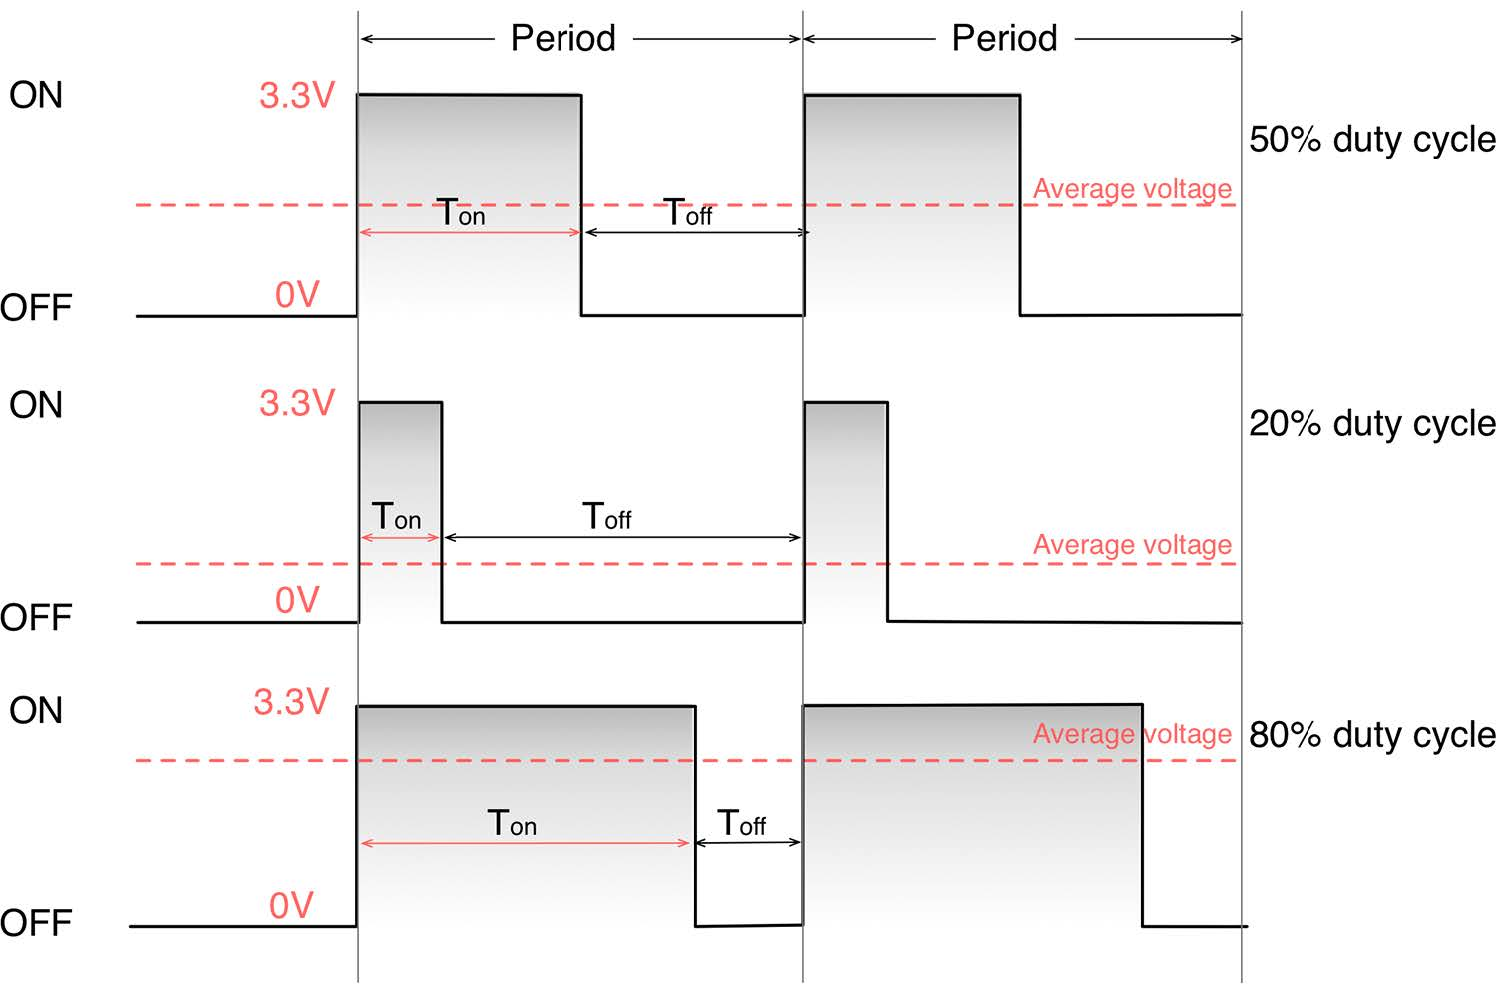 Period Period
ON 3.3V
50% duty cycle
Average voltage
Ton Toff
0V
OFF
ON 3.3V
20% duty cycle
Ton Toff
Average voltage
0V
OFF
ON 3.3V
Average voltage 80% duty cycle
Ton Toff
0V
OFF